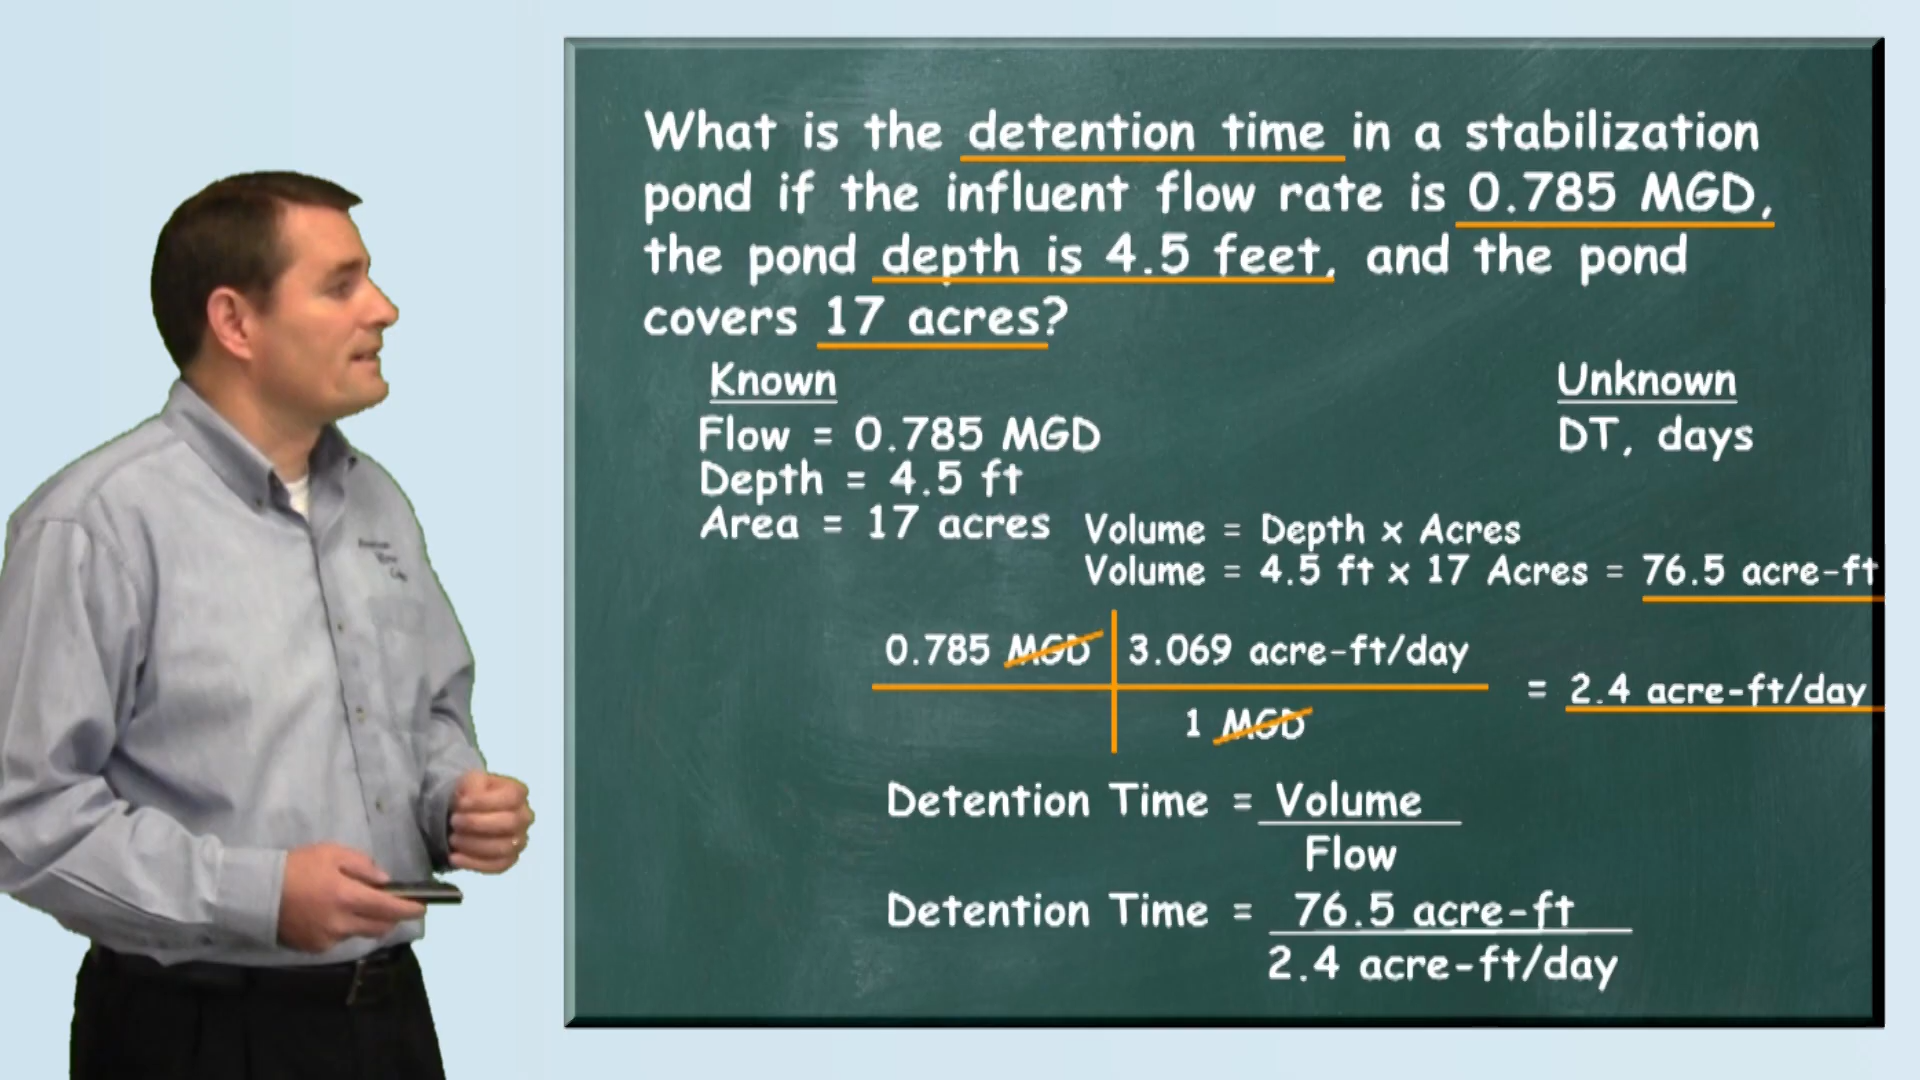 What is the detention time in a stabilization
pond if the influent flow rate is 0.785 MGD,
the pond depth is 4.5 feet, and the pond
covers 17 acres?
Known
Unknown
Flow = 0.785 MGD
DT, days
Depth = 4.5 ft
Area = 17 acres
Volume = Depth x Acres
Volume = 4.5 ft x 17 Acres = 76.5 acre-ft
0.785 MGD 3.069 acre-ft/day
= 2.4 acre-ft/day
1 MGD
Detention Time = Volume
Flow
Detention Time = 76.5 acre-ft
2.4 acre-ft/day